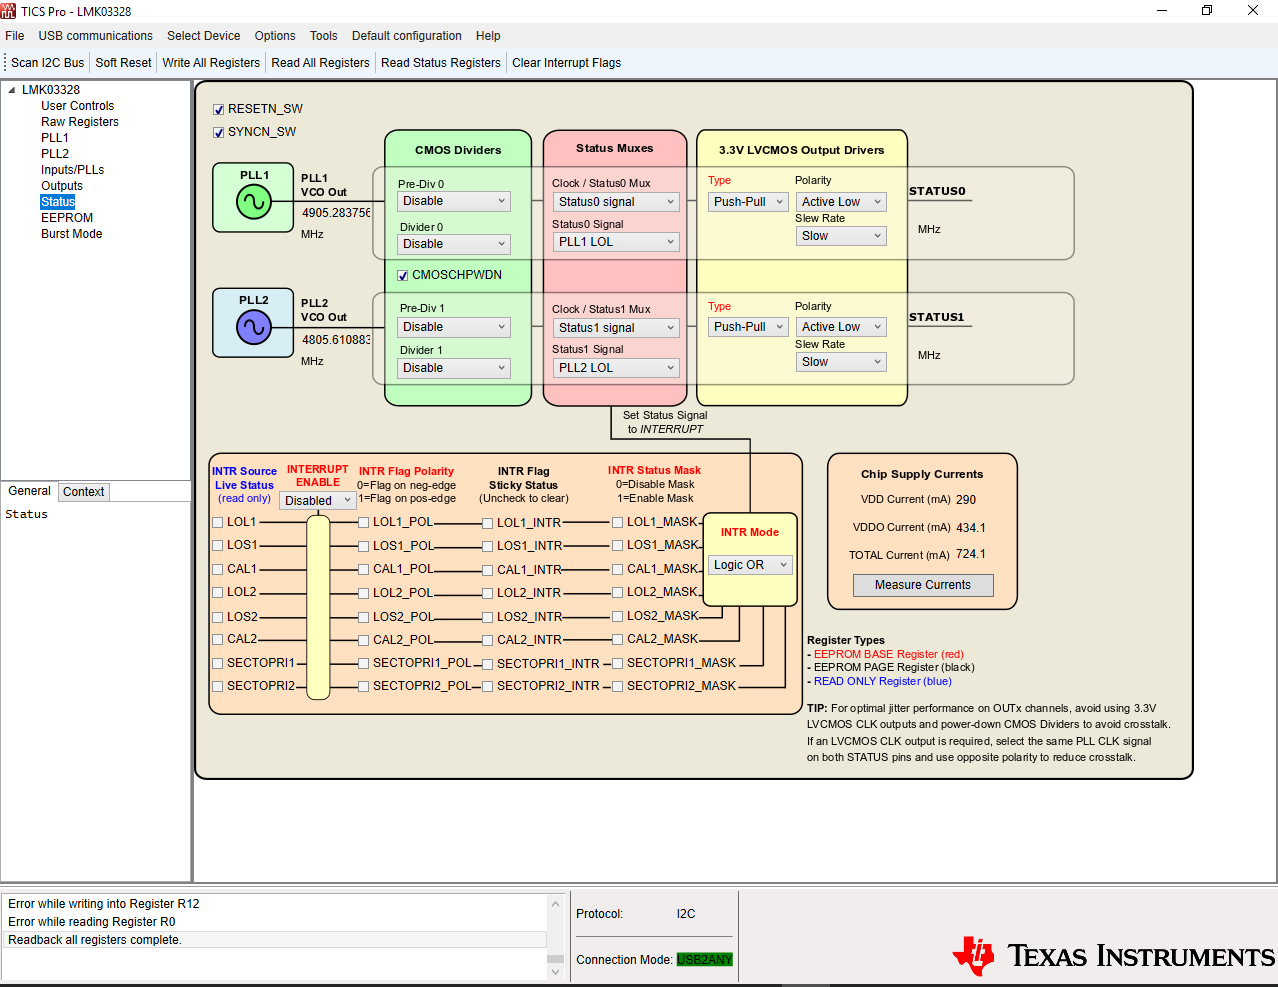 TICS Pro - LMK03328
File USB communications Select Device Options Tools Default configuration Help
Scan I2C Bus Soft Reset Write All Registers Read All Registers Read Status Registers Clear Interrupt Flags
LMK03328
User Controls
Raw Registers
PLL1
PLL2
Inputs/PLLs
Outputs
Status
EEPROM
Burst Mode
General Context
Status
RESETN_SW
SYNCN_SW
CMOS Dividers
Status Muxes
3.3V LVCMOS Output Drivers
PLL1
PLL1
VCO Out
4905.283756
MHz
Pre-Div 0
Disable
Divider 0
Disable
Clock / Status0 Mux
Status0 signal
Status0 Signal
PLL1 LOL
Type
Push-Pull
Polarity
Active Low
Slew Rate
Slow
STATUS0
MHz
CMOSCHPWDN
PLL2
PLL2
VCO Out
4805.610883
MHz
Pre-Div 1
Disable
Divider 1
Disable
Clock / Status1 Mux
Status1 signal
Status1 Signal
PLL2 LOL
Type
Push-Pull
Polarity
Active Low
Slew Rate
Slow
STATUS1
MHz
Set Status Signal
to INTERRUPT
INTR Source
Live Status
(read only)
INTERRUPT
ENABLE
Disabled
INTR Flag Polarity
0=Flag on neg-edge
1=Flag on pos-edge
INTR Flag
Sticky Status
(Uncheck to clear)
INTR Status Mask
0=Disable Mask
1=Enable Mask
LOL1 LOL1_POL LOL1_INTR LOL1_MASK
LOS1 LOS1_POL LOS1_INTR LOS1_MASK
CAL1 CAL1_POL CAL1_INTR CAL1_MASK
LOL2 LOL2_POL LOL2_INTR LOL2_MASK
LOS2 LOS2_POL LOS2_INTR LOS2_MASK
CAL2 CAL2_POL CAL2_INTR CAL2_MASK
SECTOPRI1 SECTOPRI1_POL SECTOPRI1_INTR SECTOPRI1_MASK
SECTOPRI2 SECTOPRI2_POL SECTOPRI2_INTR SECTOPRI2_MASK
INTR Mode
Logic OR
Chip Supply Currents
VDD Current (mA) 290
VDDO Current (mA) 434.1
TOTAL Current (mA) 724.1
Measure Currents
Register Types
- EEPROM BASE Register (red)
- EEPROM PAGE Register (black)
- READ ONLY Register (blue)
TIP: For optimal jitter performance on OUTx channels, avoid using 3.3V
LVCMOS CLK outputs and power-down CMOS Dividers to avoid crosstalk.
If an LVCMOS CLK output is required, select the same PLL CLK signal
on both STATUS pins and use opposite polarity to reduce crosstalk.
Error while writing into Register R12
Error while reading Register R0
Readback all registers complete.
Protocol: I2C
Connection Mode: USB2ANY
TEXAS INSTRUMENTS